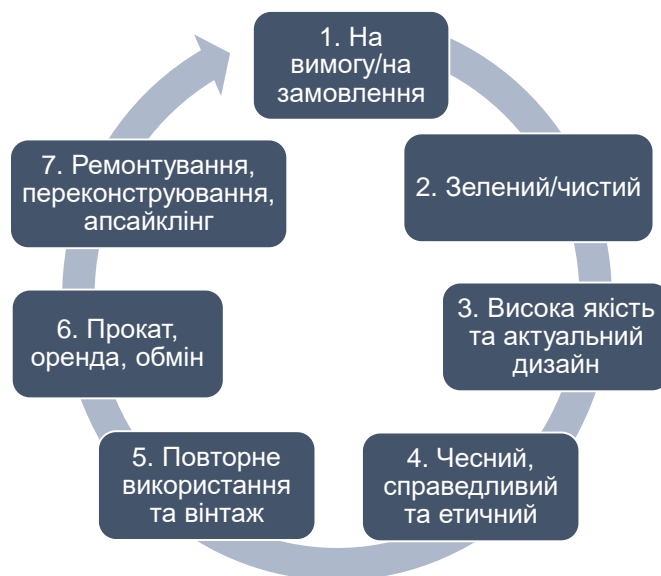 1. На
вимогу/на
замовлення
2. Зелений/чистий
3. Висока якість
та актуальний
дизайн
4. Чесний,
справедливий
та етичний
5. Повторне
використання
та вінтаж
6. Прокат,
оренда, обмін
7. Ремонтування,
переконструювання,
апсайклінг